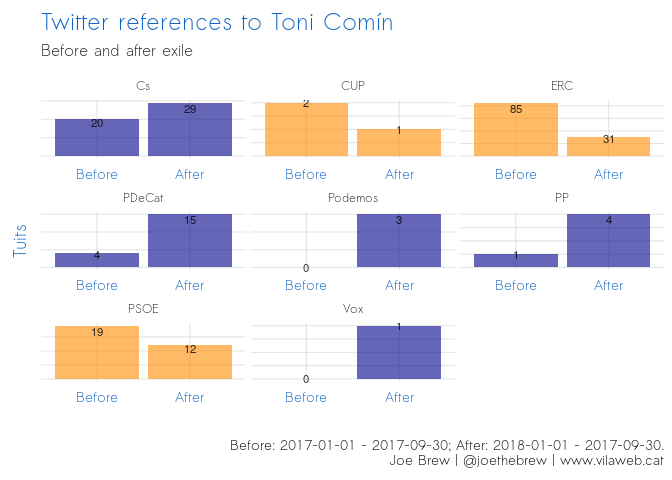 Twitter references to Toni Comín
Before and after exile
Cs CUP ERC
20 29 2 1 85 31
Before After Before After Before After
PDeCat Podemos PP
4 15 0 3 1 4
Before After Before After Before After
Tuits
PSOE Vox
19 12 0 1
Before After Before After
Before: 2017-01-01 - 2017-09-30; After: 2018-01-01 - 2017-09-30.
Joe Brew | @joethebrew | www.vilaweb.cat